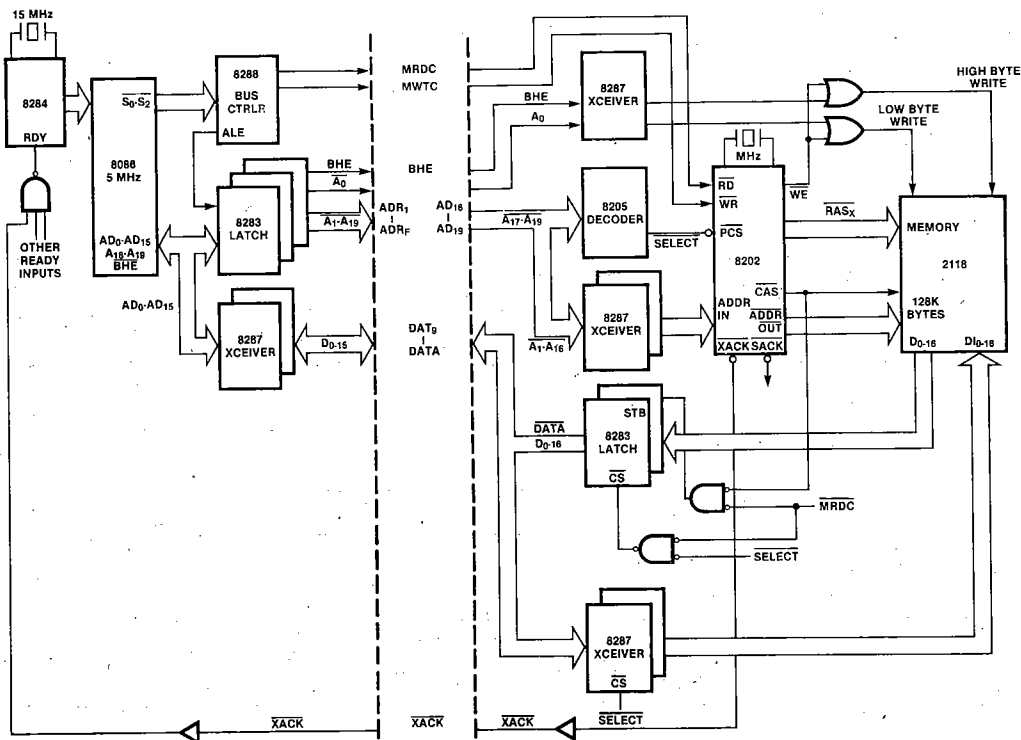 15 MHz
8284
RDY
OTHER
READY
INPUTS
8086
5 MHz
S0-S2
AD0-AD15
A16-A19
BHE
AD0-AD15
8288
BUS
CTRLR
ALE
8283
LATCH
BHE
A0
A1-A19
8287
XCEIVER
D0-15
XACK
MRDC
MWTC
BHE
ADR1
ADRF
AD16
AD19
DAT9
DATA
XACK
BHE
A0
8287
XCEIVER
A17-A19
8205
DECODER
SELECT
A1-A16
8287
XCEIVER
MHz
RD
WR
PCS
8202
ADDR
IN
XACK
SACK
WE
RASX
CAS
ADDR
OUT
HIGH BYTE
WRITE
LOW BYTE
WRITE
MEMORY
2118
128K
BYTES
D0-16
DI0-16
DATA
D0-16
STB
8283
LATCH
CS
MRDC
SELECT
8287
XCEIVER
CS
SELECT
XACK